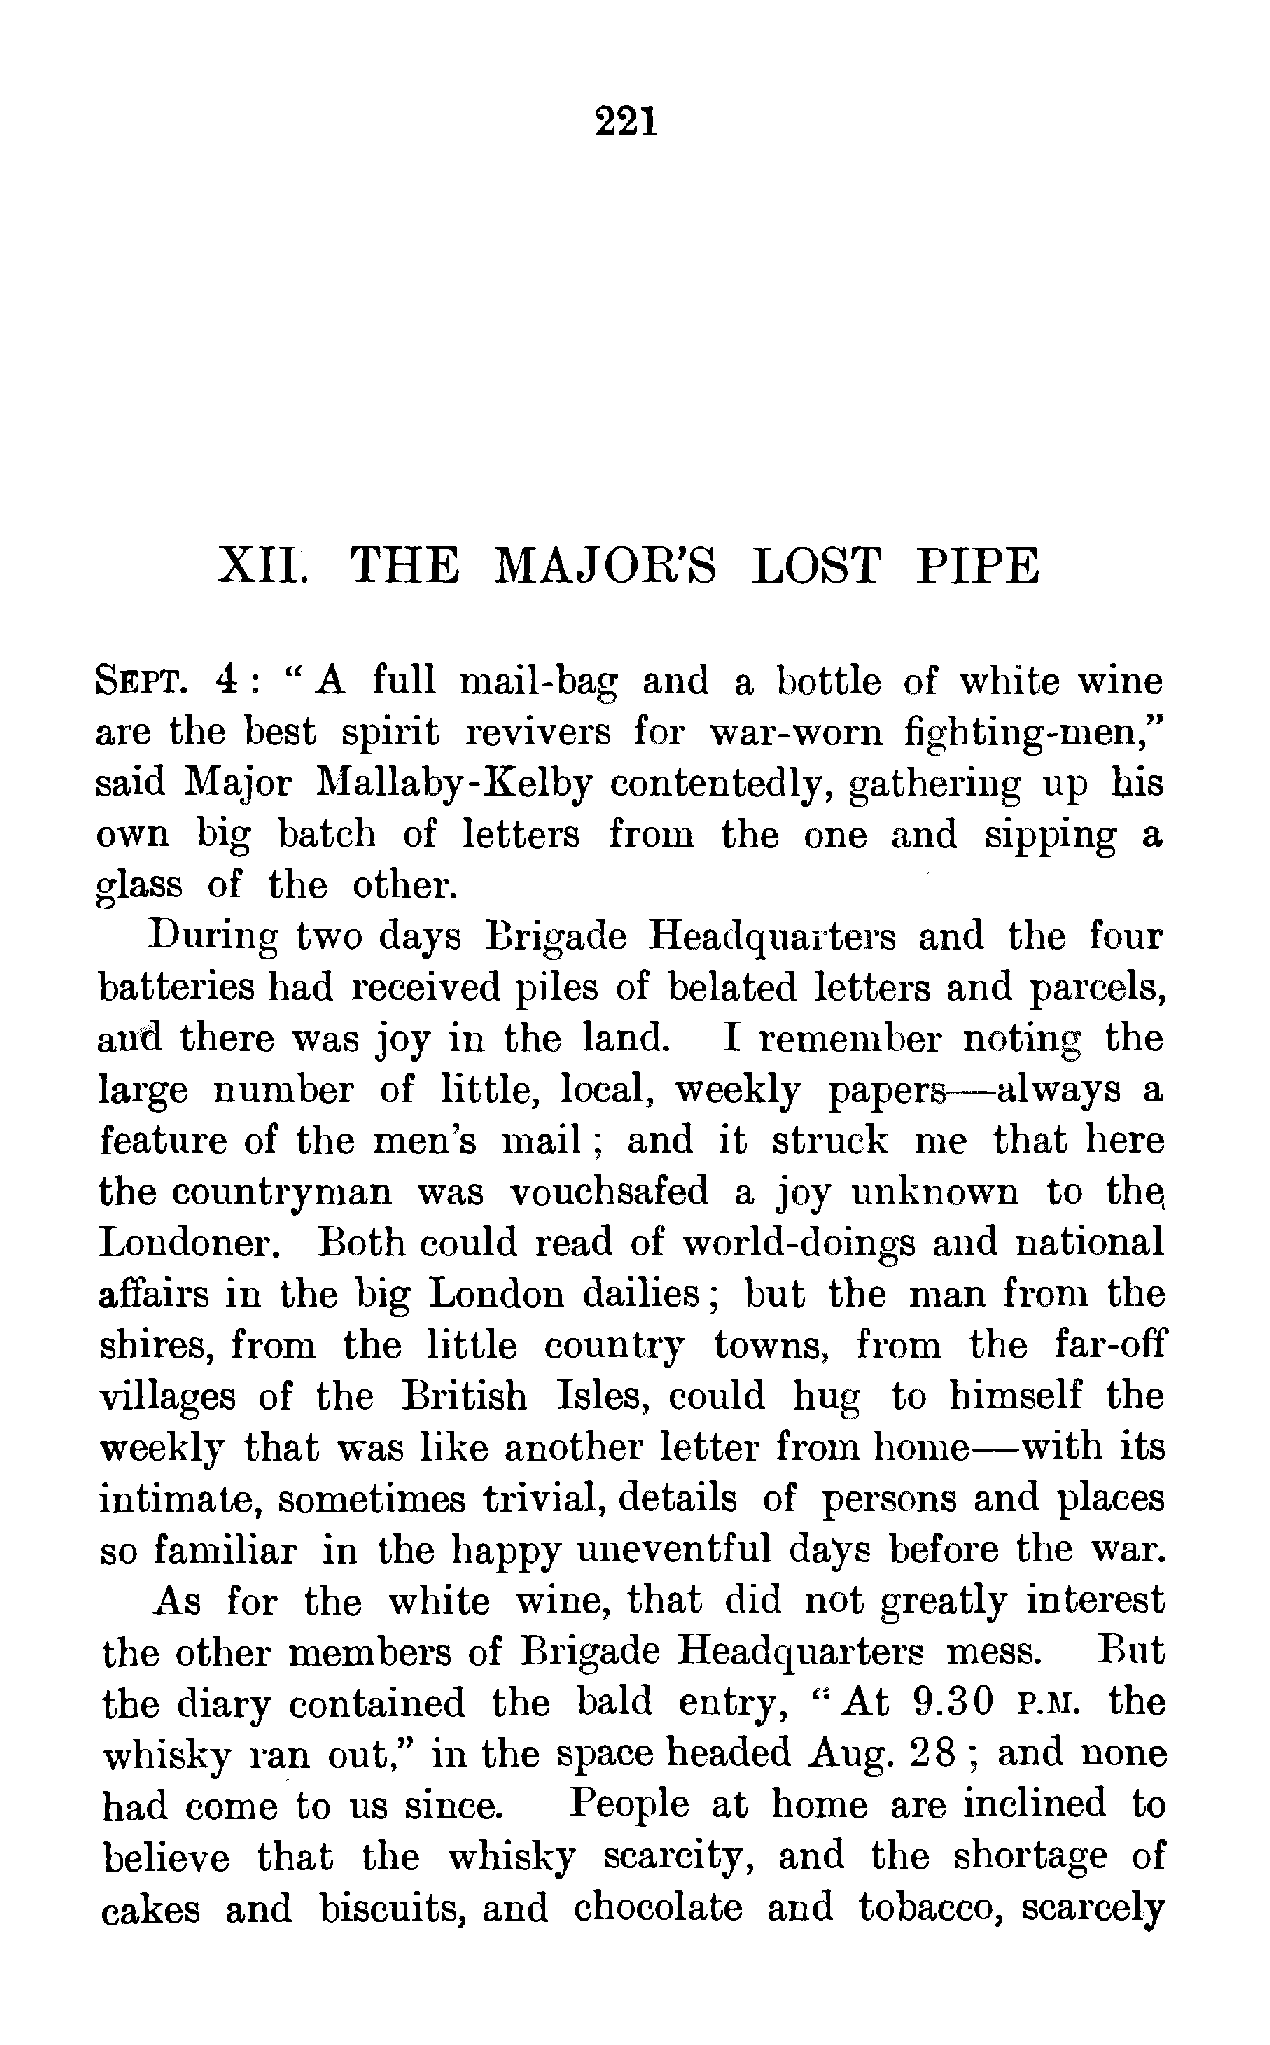 221
XII. THE MAJOR'S LOST PIPE
SEPT. 4 : " A full mail-bag and a bottle of white wine
are the best spirit revivers for war-worn fighting-men,"
said Major Mallaby-Kelby contentedly, gathering up his
own big batch of letters from the one and sipping a
glass of the other.
During two days Brigade Headquarters and the four
batteries had received piles of belated letters and parcels,
and there was joy in the land. I remember noting the
large number of little, local, weekly papers—always a
feature of the men's mail ; and it struck me that here
the countryman was vouchsafed a joy unknown to the
Londoner. Both could read of world-doings and national
affairs in the big London dailies ; but the man from the
shires, from the little country towns, from the far-off
villages of the British Isles, could hug to himself the
weekly that was like another letter from home—with its
intimate, sometimes trivial, details of persons and places
so familiar in the happy uneventful days before the war.
As for the white wine, that did not greatly interest
the other members of Brigade Headquarters mess. But
the diary contained the bald entry, " At 9.30 P.M. the
whisky ran out," in the space headed Aug. 28 ; and none
had come to us since. People at home are inclined to
believe that the whisky scarcity, and the shortage of
cakes and biscuits, and chocolate and tobacco, scarcely